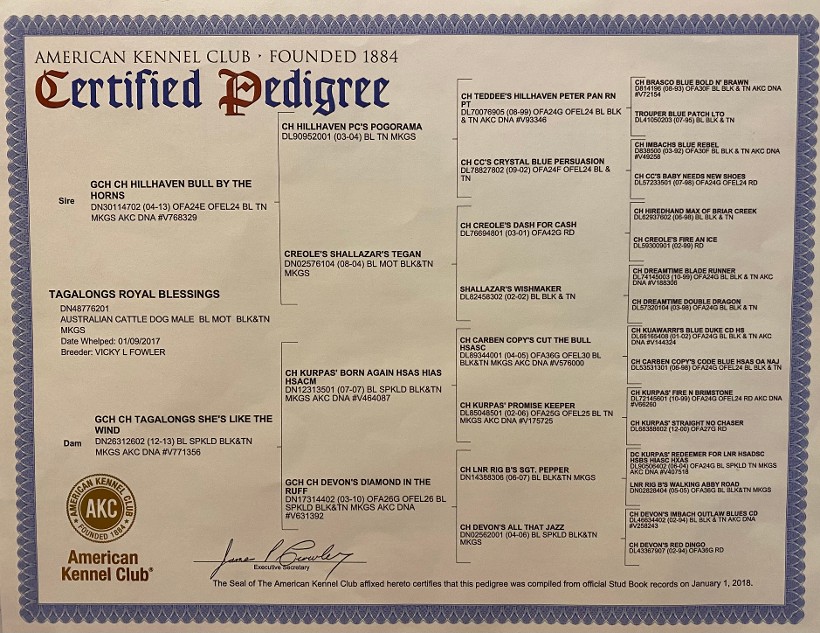 AMERICAN KENNEL CLUB · FOUNDED 1884
Certified Pedigree
Sire
GCH CH HILLHAVEN BULL BY THE
HORNS
DN30114702 (04-13) OFA24E OFEL24 BL TN
MKGS AKC DNA #V768329
TAGALONGS ROYAL BLESSINGS
DN48776201
AUSTRALIAN CATTLE DOG MALE BL MOT BLK&TN
MKGS
Date Whelped: 01/09/2017
Breeder: VICKY L FOWLER
Dam
GCH CH TAGALONGS SHE'S LIKE THE
WIND
DN26312602 (12-13) BL SPKLD BLK&TN
MKGS AKC DNA #V771356
CH HILLHAVEN PC'S POGORAMA
DL90952001 (03-04) BL TN MKGS
CREOLE'S SHALLAZAR'S TEGAN
DN02576104 (08-04) BL MOT BLK&TN
MKGS
CH KURPAS' BORN AGAIN HSAS HIAS
HSACM
DN12313501 (07-07) BL SPKLD BLK&TN
MKGS AKC DNA #V464087
GCH CH DEVON'S DIAMOND IN THE
RUFF
DN17314402 (03-10) OFA26G OFEL26 BL
SPKLD BLK&TN MKGS AKC DNA
#V631392
CH TEDDEE'S HILLHAVEN PETER PAN RN
PT
DL70076905 (08-99) OFA24G OFEL24 BL BLK
& TN AKC DNA #V93346
CH CC'S CRYSTAL BLUE PERSUASION
DL78827802 (09-02) OFA24F OFEL24 BL &
TN
CH CREOLE'S DASH FOR CASH
DL76694801 (03-01) OFA42G RD
SHALLAZAR'S WISHMAKER
DL82458302 (02-02) BL BLK & TN
CH CARBEN COPY'S CUT THE BULL
HSASC
DL89344001 (04-05) OFA36G OFEL30 BL
BLK&TN MKGS AKC DNA #V576000
CH KURPAS' PROMISE KEEPER
DL85048501 (02-06) OFA25G OFEL25 BL TN
MKGS AKC DNA #V175725
CH LNR RIG B'S SGT. PEPPER
DN14388306 (06-07) BL BLK&TN MKGS
CH DEVON'S ALL THAT JAZZ
DN02562001 (04-06) BL SPKLD BLK&TN
MKGS
CH BRASCO BLUE BOLD N' BRAWN
D814196 (08-93) OFA30F BL BLK & TN AKC DNA
#V72154
TROUPER BLUE PATCH LTO
DL41050203 (07-95) BL BLK & TN
CH IMBACHS BLUE REBEL
D838500 (03-92) OFA30F BL BLK & TN AKC DNA
#V49258
CH CC'S BABY NEEDS NEW SHOES
DL57233501 (07-98) OFA24G OFEL24 RD
CH HIREDHAND MAX OF BRIAR CREEK
DL62937602 (06-98) BL BLK & TN
CH CREOLE'S FIRE AN ICE
DL59300901 (02-99) RD
CH DREAMTIME BLADE RUNNER
DL74145003 (10-99) OFA24G BL BLK & TN AKC
DNA #V188306
CH DREAMTIME DOUBLE DRAGON
DL57320104 (03-98) OFA24G BL BLK & TN
CH KUAWARRI'S BLUE DUKE CD HS
(01-02) OFA24G BL BLK & TN AKC
DNA #V144324
CH CARBEN COPY'S CODE BLUE HSAS OA NAJ
DL53531301 (06-98) OFA24G OFEL24 BL BLK & TN
CH KURPAS' FIRE N BRIMSTONE
DL72145601 (10-99) OFA24G OFEL24 RD AKC DNA
#V66260
CH KURPAS' STRAIGHT NO CHASER
DL68388602 (12-00) OFA27G RD
DC KURPAS' REDEEMER FOR LNR HSADSC
HSBS HIASC HXAS
DL90506402 (06-04) OFA24G BL SPKLD TN MKGS
AKC DNA #V407518
LNR RIG B'S WALKING ABBY ROAD
DN02828404 (05-05) OFA36G BL BLK&TN MKGS
CH DEVON'S IMBACH OUTLAW BLUES CD
DL46634402 (02-94) BL BLK & TN AKC DNA
#V258243
CH DEVON'S RED DINGO
DL43367907 (02-94) OFA35G RD
AMERICAN KENNEL CLUB
AKC
FOUNDED 1884
American
Kennel Club®
Executive Secretary
The Seal of The American Kennel Club affixed hereto certifies that this pedigree was compiled from official Stud Book records on January 1, 2018.